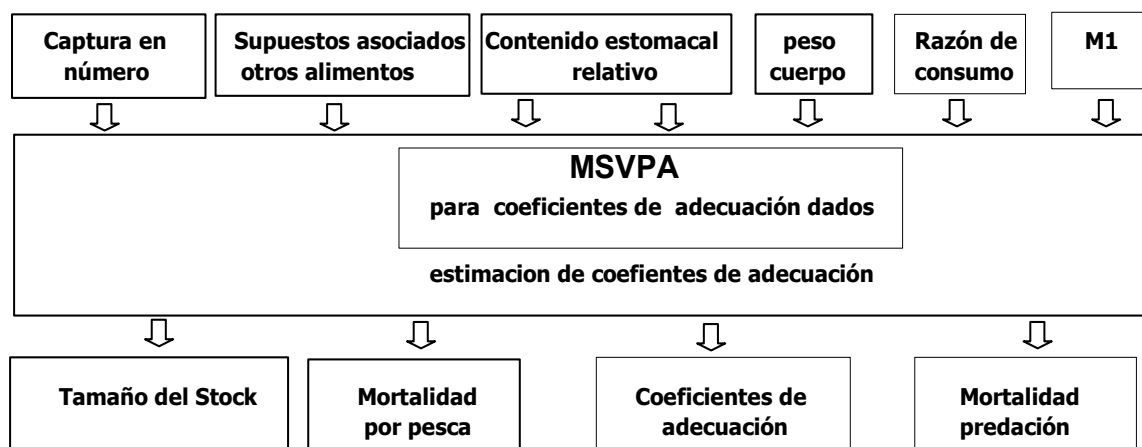 Captura en
número
Supuestos asociados
otros alimentos
Contenido estomacal
relativo
peso
cuerpo
Razón de
consumo
M1
MSVPA
para coeficientes de adecuación dados
estimacion de coefientes de adecuación
Tamaño del Stock
Mortalidad
por pesca
Coeficientes de
adecuación
Mortalidad
predación